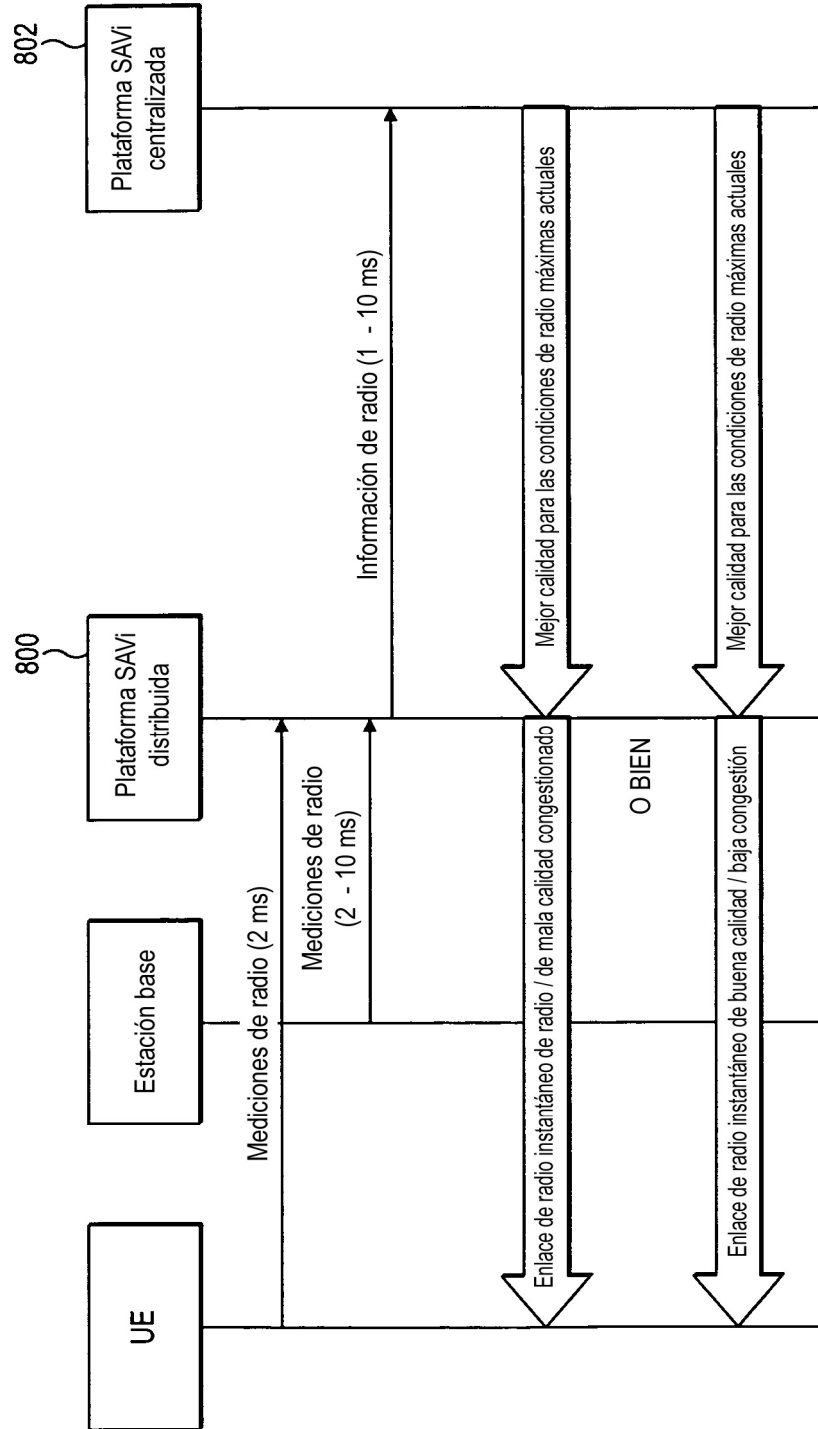 UE
Estación base
800
Plataforma SAVi
distribuida
802
Plataforma SAVi
centralizada
Mediciones de radio (2 ms)
Mediciones de radio
(2 - 10 ms)
Información de radio (1 - 10 ms)
Enlace de radio instantáneo de radio / de mala calidad congestionado
Mejor calidad para las condiciones de radio máximas actuales
O BIEN
Enlace de radio instantáneo de buena calidad / baja congestión
Mejor calidad para las condiciones de radio máximas actuales